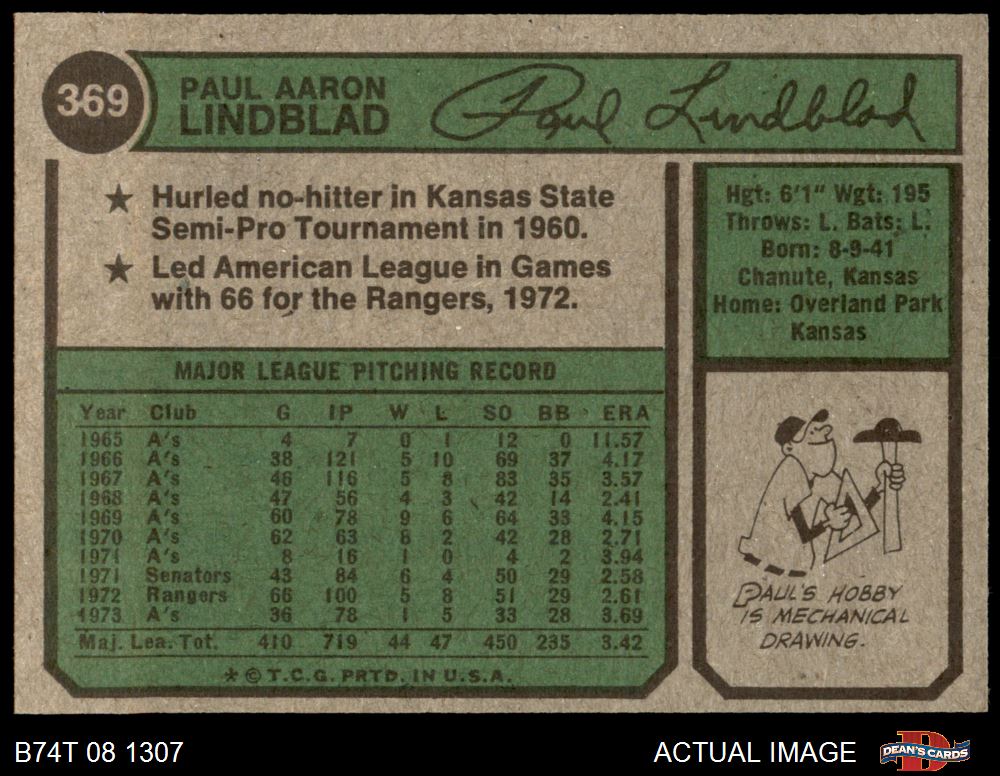 369
PAUL AARON
LINDBLAD
Paul Lindblad
★ Hurled no-hitter in Kansas State
Semi-Pro Tournament in 1960.
★ Led American League in Games
with 66 for the Rangers, 1972.
Hgt: 6'1" Wgt: 195
Throws: L. Bats: L.
Born: 8-9-41
Chanute, Kansas
Home: Overland Park
Kansas
MAJOR LEAGUE PITCHING RECORD
Year Club G IP W L SO BB ERA
1965 A's 4 7 0 1 12 0 11.57
1966 A's 38 121 5 10 69 37 4.17
1967 A's 46 116 5 8 83 35 3.57
1968 A's 47 56 4 3 42 14 2.41
1969 A's 60 78 9 6 64 33 4.15
1970 A's 62 63 8 2 42 28 2.71
1971 A's 8 16 1 0 4 2 3.94
1971 Senators 43 84 6 4 50 29 2.58
1972 Rangers 66 100 5 8 51 29 2.61
1973 A's 36 78 1 5 33 28 3.69
Maj. Lea. Tot. 410 719 44 47 450 235 3.42
* © T.C.G. PRTD. IN U.S.A.
PAUL'S HOBBY
IS MECHANICAL
DRAWING.
B74T 08 1307
ACTUAL IMAGE
DEAN'S CARDS